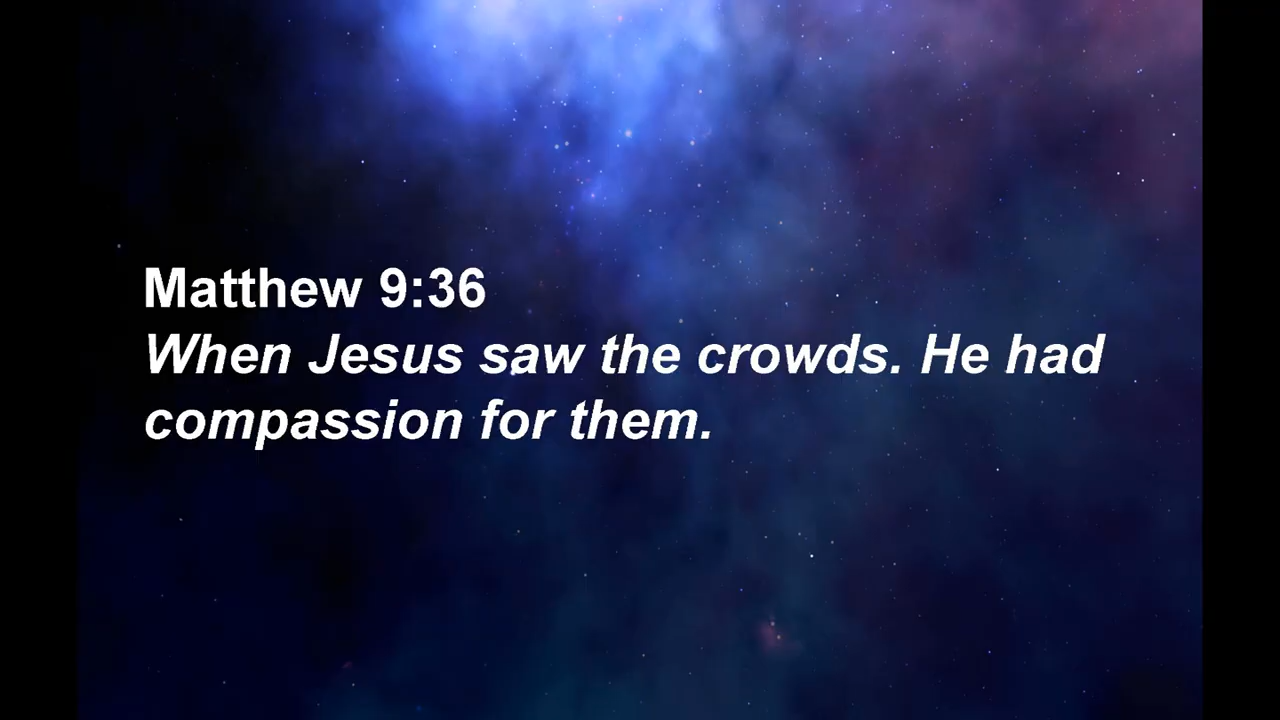 Matthew 9:36
When Jesus saw the crowds. He had
compassion for them.